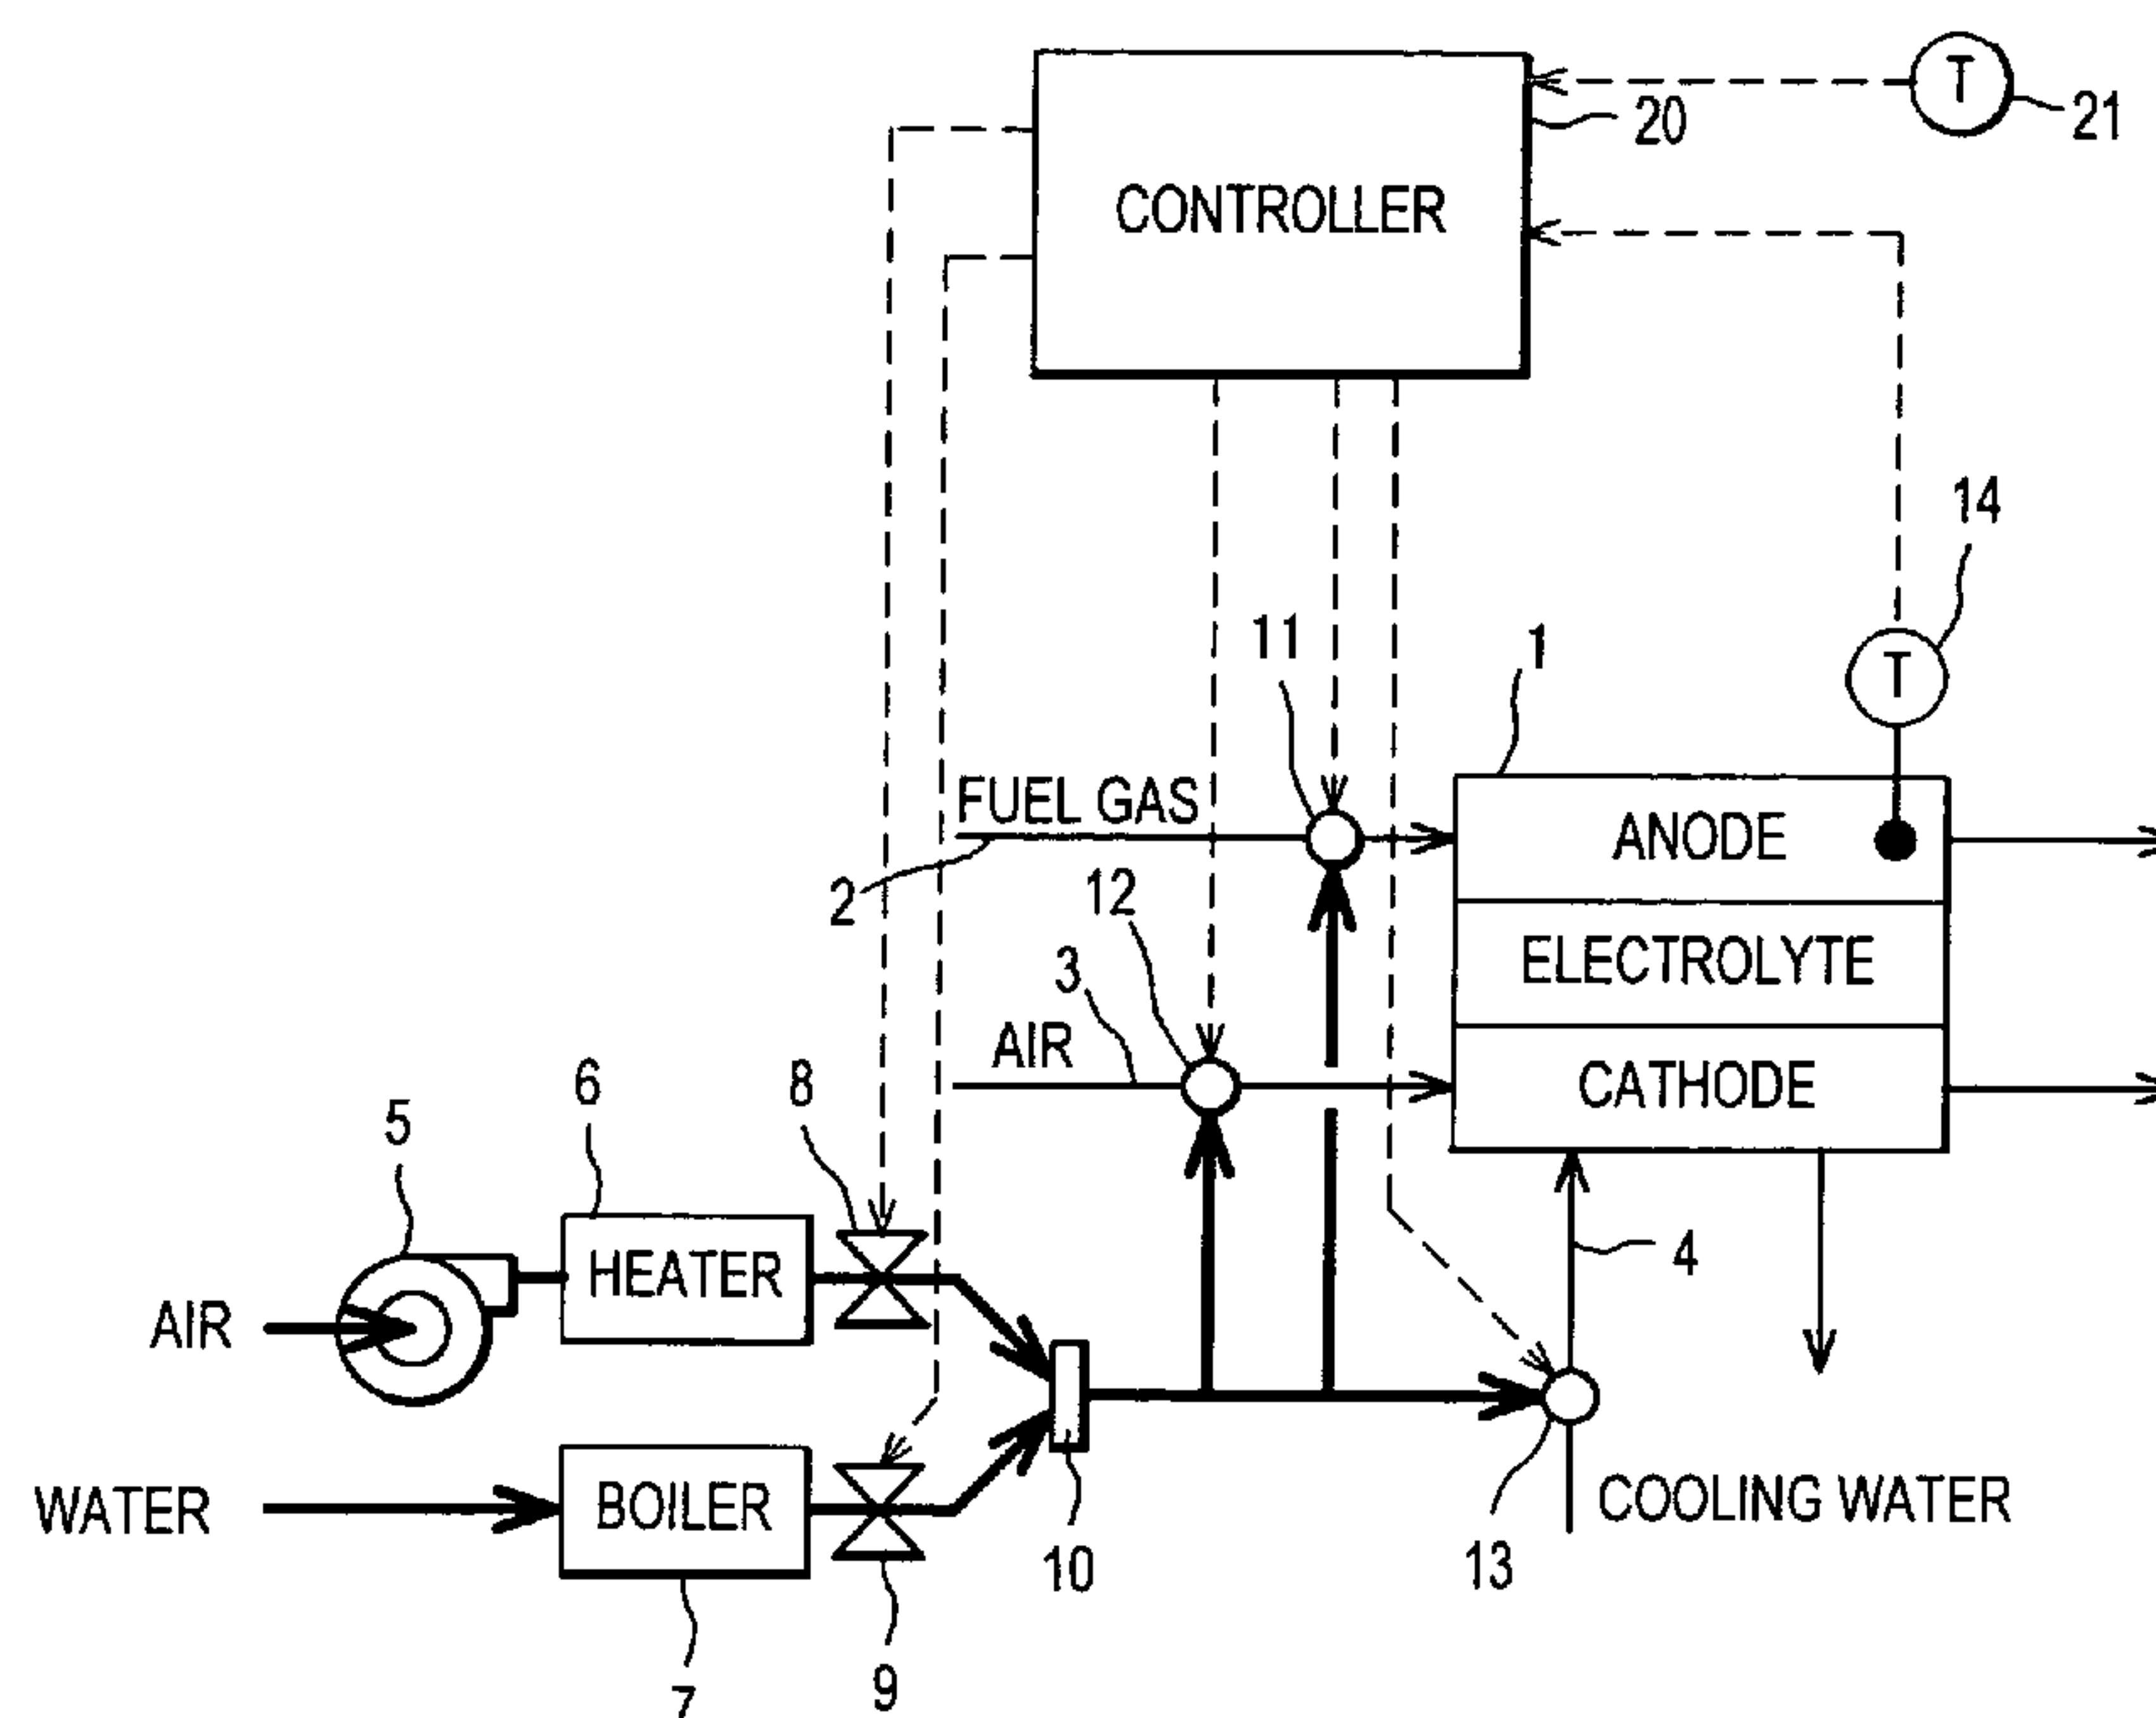 T
21
20
CONTROLLER
14
11
1
T
FUEL GAS
ANODE
2
12
ELECTROLYTE
3
AIR
CATHODE
6
8
5
4
HEATER
AIR
BOILER
WATER
COOLING WATER
10
13
9
7